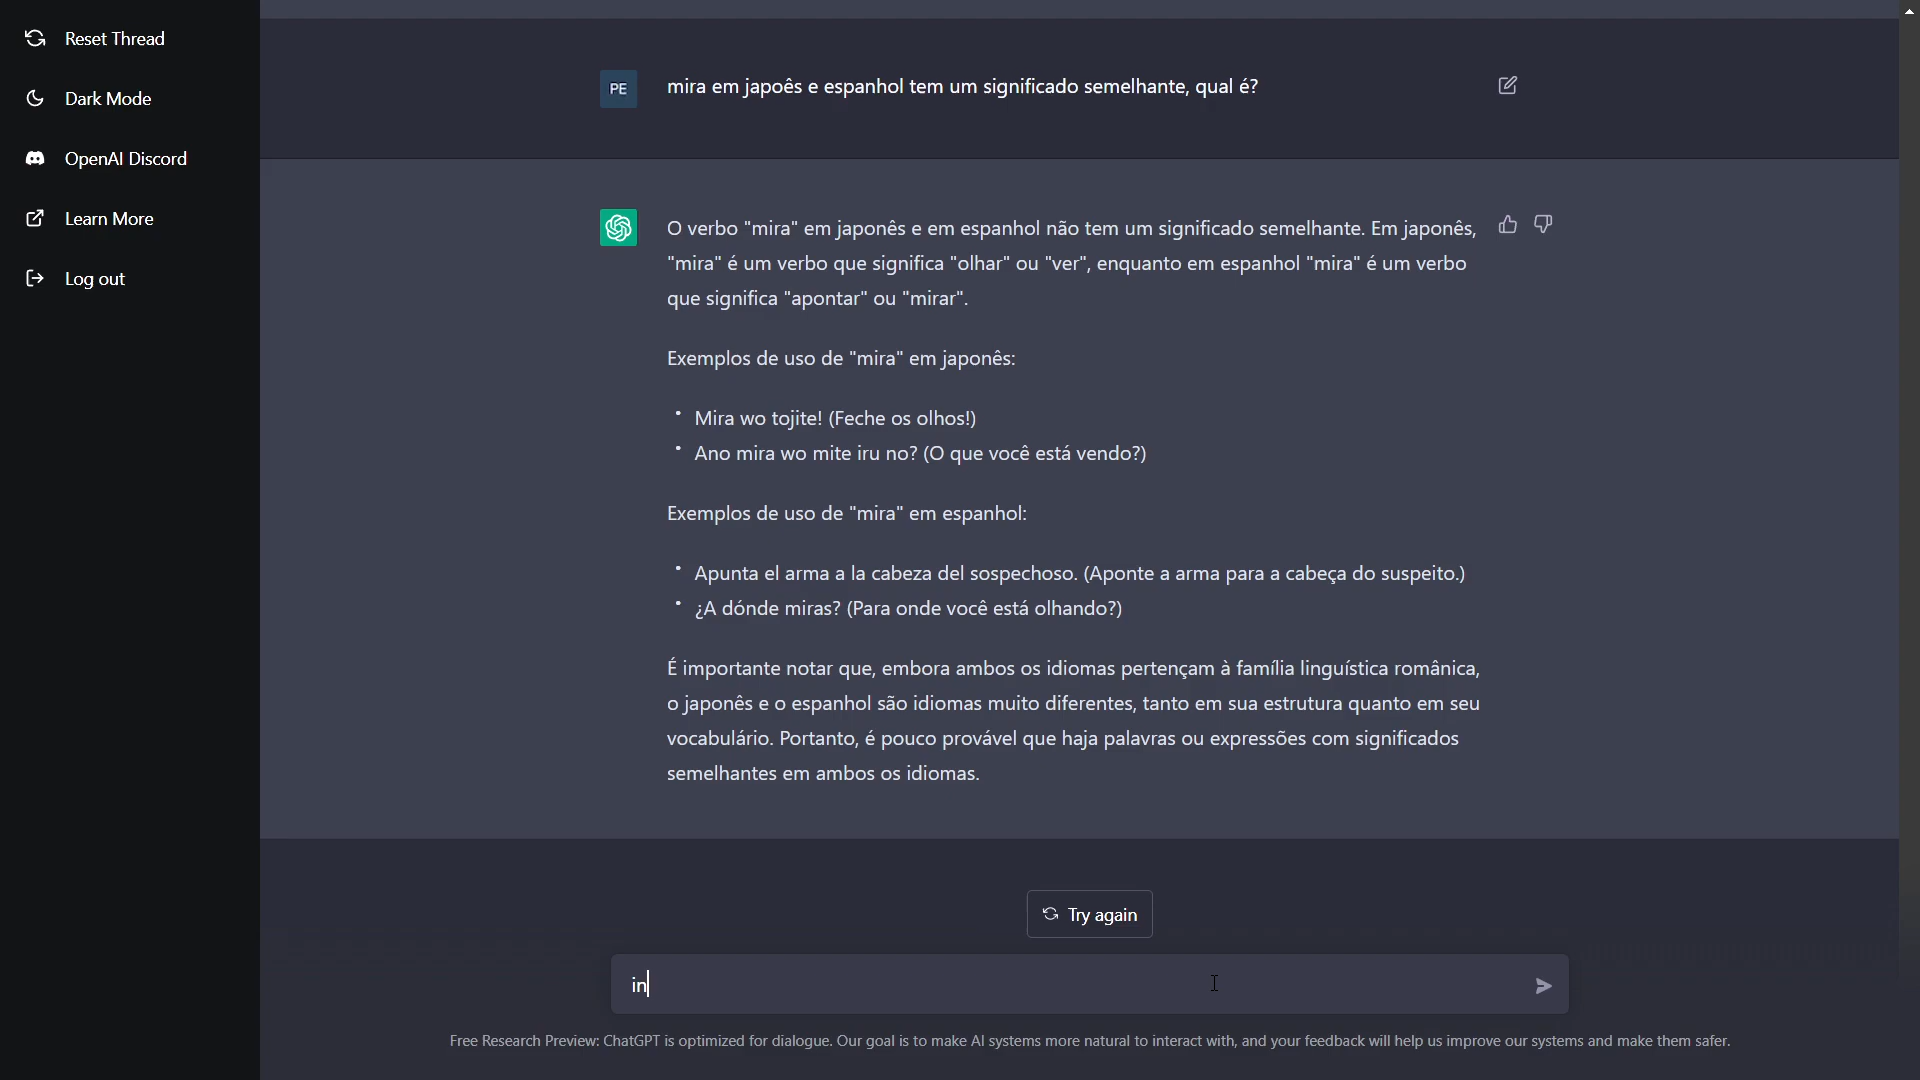 Reset Thread
Dark Mode
OpenAI Discord
Learn More
Log out
PE
mira em japoês e espanhol tem um significado semelhante, qual é?
O verbo "mira" em japonês e em espanhol não tem um significado semelhante. Em japonês,
"mira" é um verbo que significa "olhar" ou "ver", enquanto em espanhol "mira" é um verbo
que significa "apontar" ou "mirar".
Exemplos de uso de "mira" em japonês:
• Mira wo tojite! (Feche os olhos!)
• Ano mira wo mite iru no? (O que você está vendo?)
Exemplos de uso de "mira" em espanhol:
• Apunta el arma a la cabeza del sospechoso. (Aponte a arma para a cabeça do suspeito.)
• ¿A dónde miras? (Para onde você está olhando?)
É importante notar que, embora ambos os idiomas pertençam à família linguística românica,
o japonês e o espanhol são idiomas muito diferentes, tanto em sua estrutura quanto em seu
vocabulário. Portanto, é pouco provável que haja palavras ou expressões com significados
semelhantes em ambos os idiomas.
Try again
in
Free Research Preview: ChatGPT is optimized for dialogue. Our goal is to make AI systems more natural to interact with, and your feedback will help us improve our systems and make them safer.